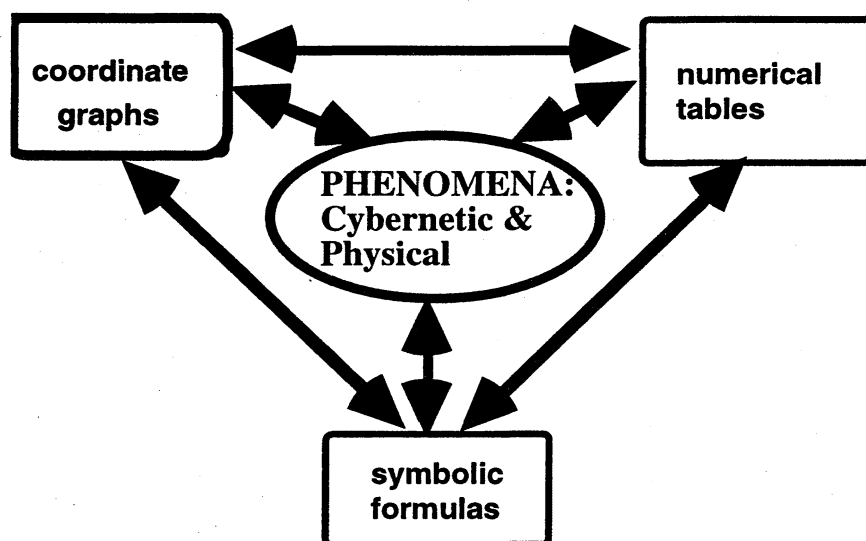 coordinate
graphs
numerical
tables
PHENOMENA:
Cybernetic &
Physical
symbolic
formulas